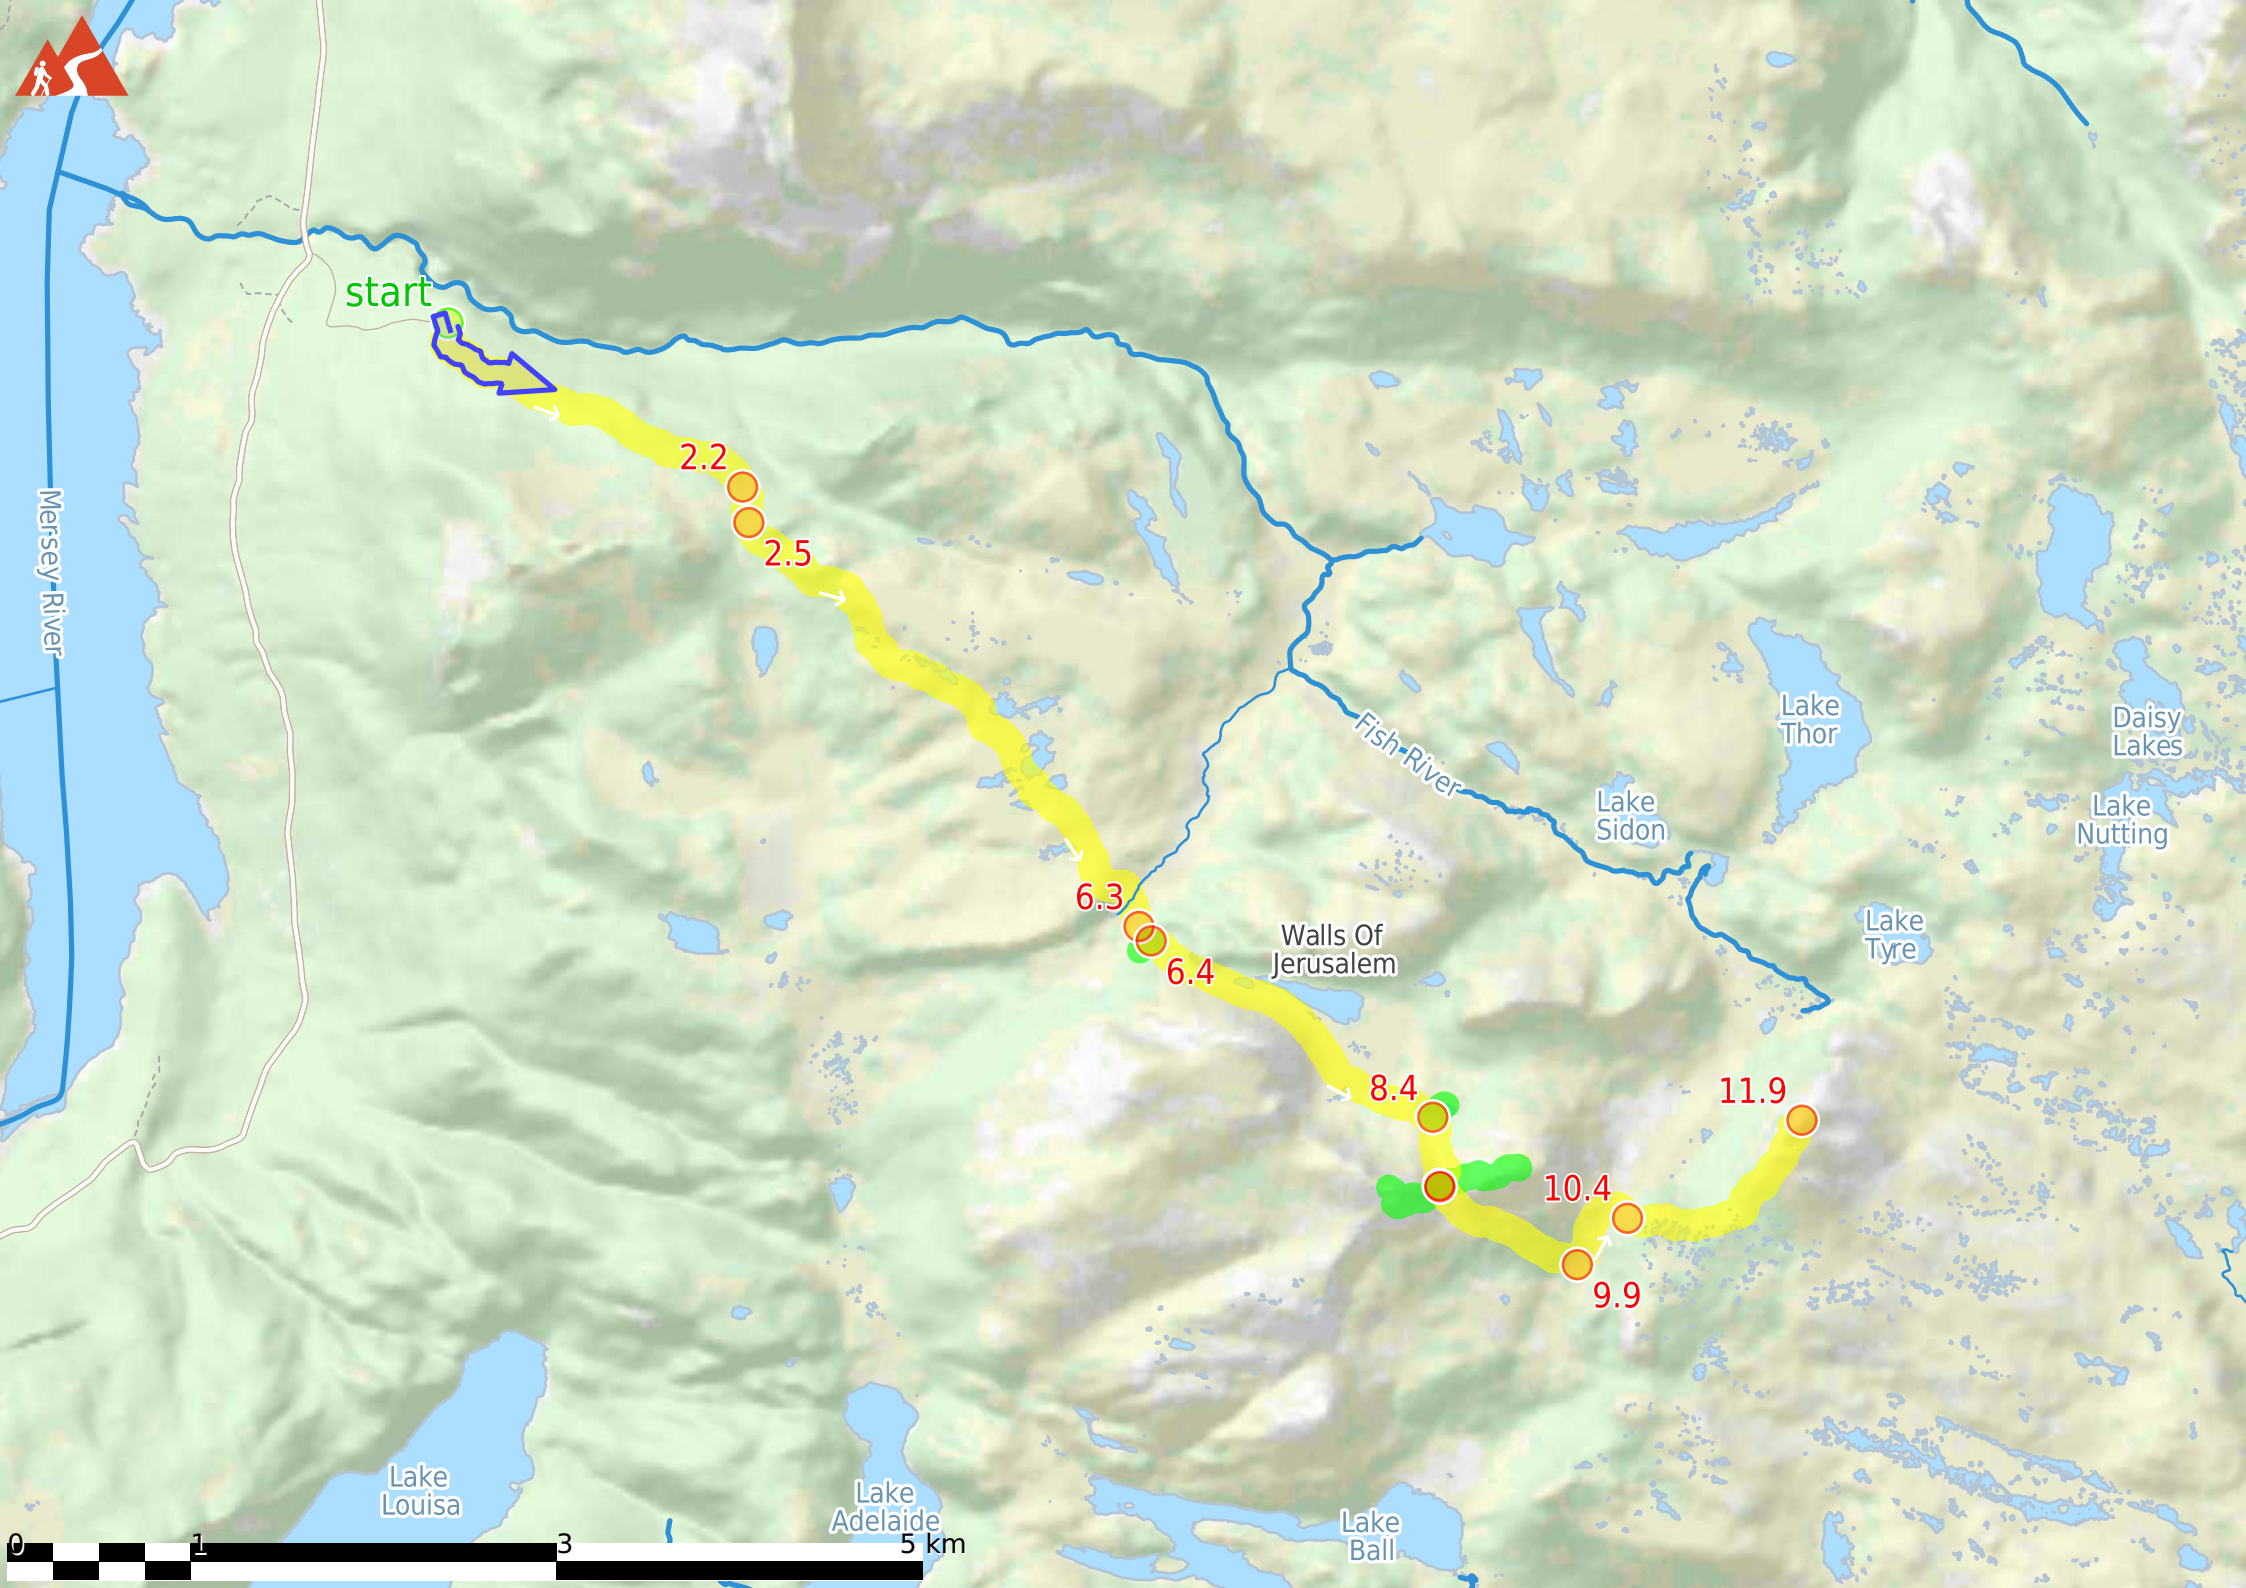 start
2.2
2.5
Mersey River
Lake
Thor
Daisy
Lakes
Fish River
Lake
Sidon
Lake
Nutting
6.3
Walls Of
Jerusalem
Lake
Tyre
6.4
8.4
11.9
10.4
9.9
Lake
Louisa
Lake
Adelaide
Lake
Ball
0
1
3
5 km